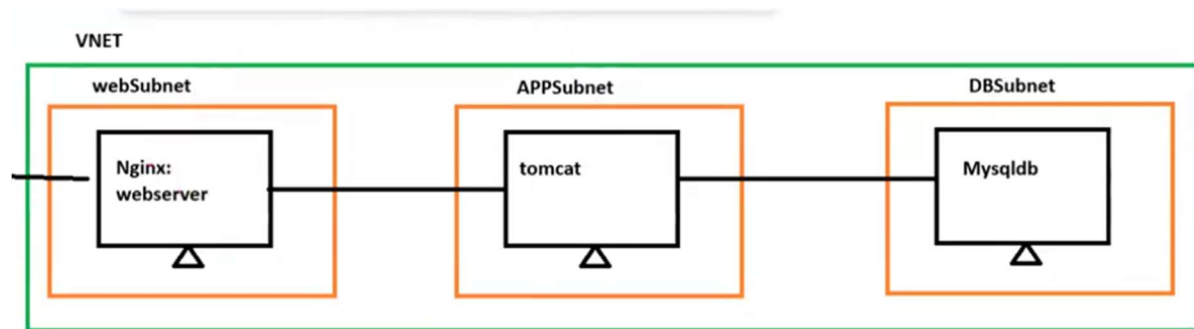 VNET
webSubnet
APPSubnet
DBSubnet
Nginx:
webserver
tomcat
Mysqldb